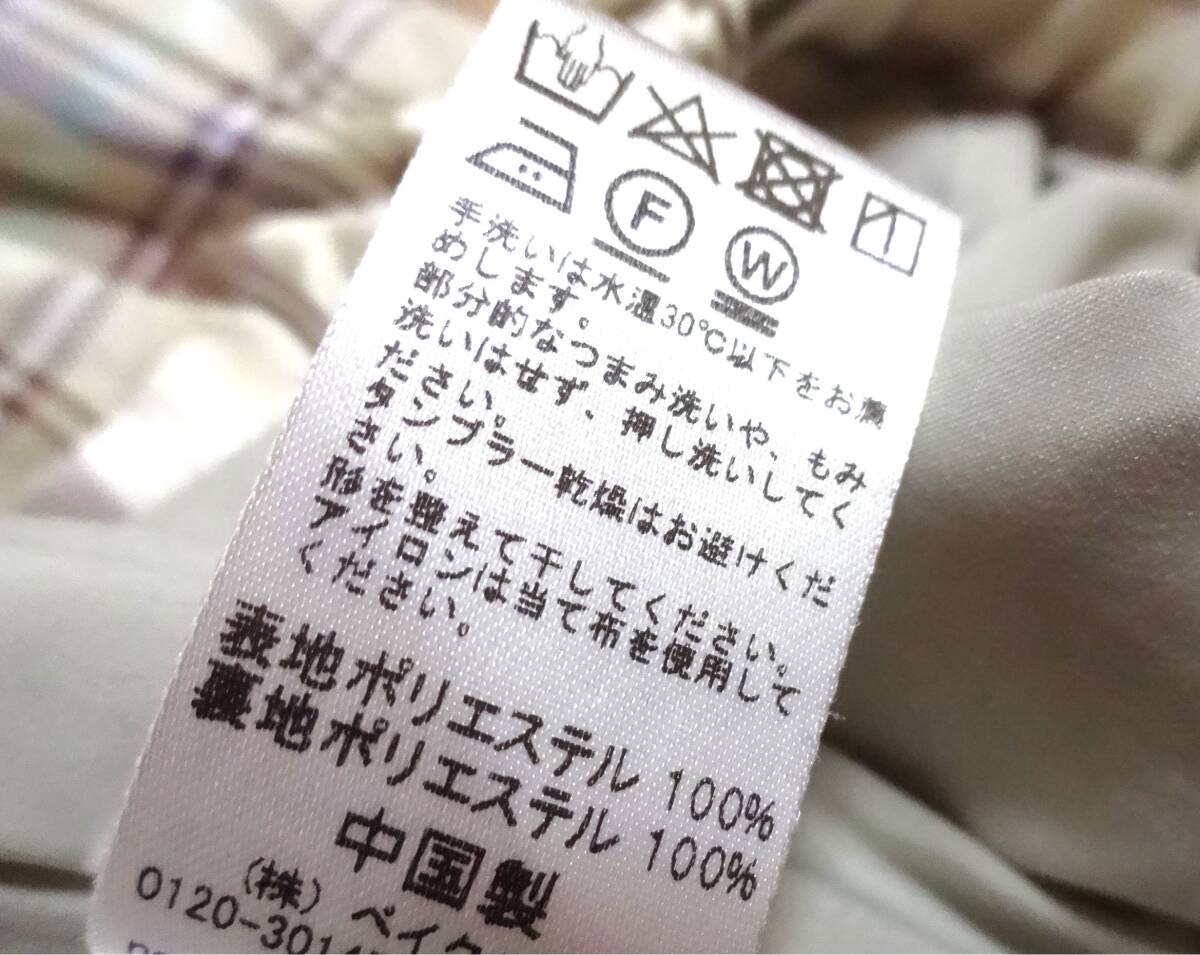 F
W
手洗いは水温30℃以下をお薦
めします。
部分的なつまみ洗いや、もみ
洗いはせず、押し洗いしてく
ださい。
タンブラー乾燥はお避けくだ
さい。
形を整えて干してください。
アイロンは当て布を使用して
ください。
表地ポリエステル 100%
裏地ポリエステル 100%
中国製
(株) ベイク
0120-3014